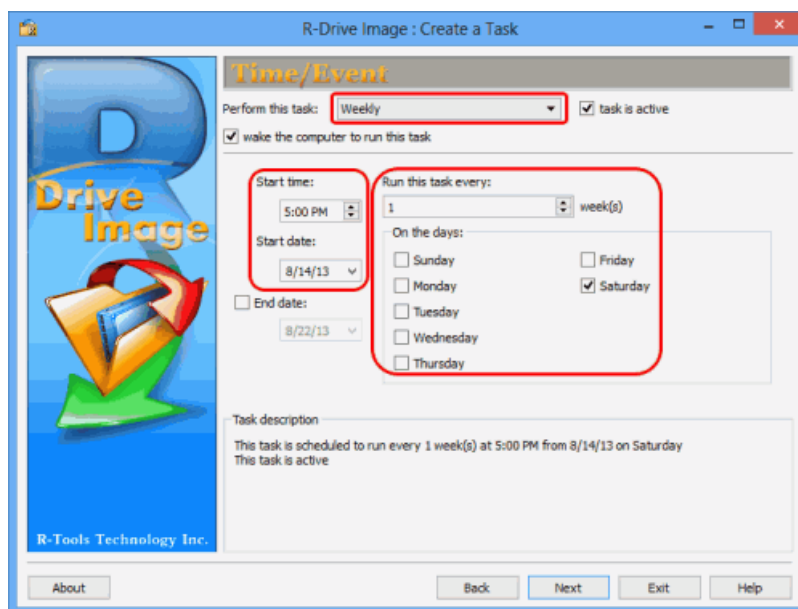 R-Drive Image : Create a Task
R
Drive
Image
R-Tools Technology Inc.
Time/Event
Perform this task: Weekly task is active
wake the computer to run this task
Start time:
5:00 PM
Start date:
8/14/13
End date:
8/22/13
Run this task every:
1 week(s)
On the days:
Sunday
Monday
Tuesday
Wednesday
Thursday
Friday
Saturday
Task description
This task is scheduled to run every 1 week(s) at 5:00 PM from 8/14/13 on Saturday
This task is active
About Back Next Exit Help